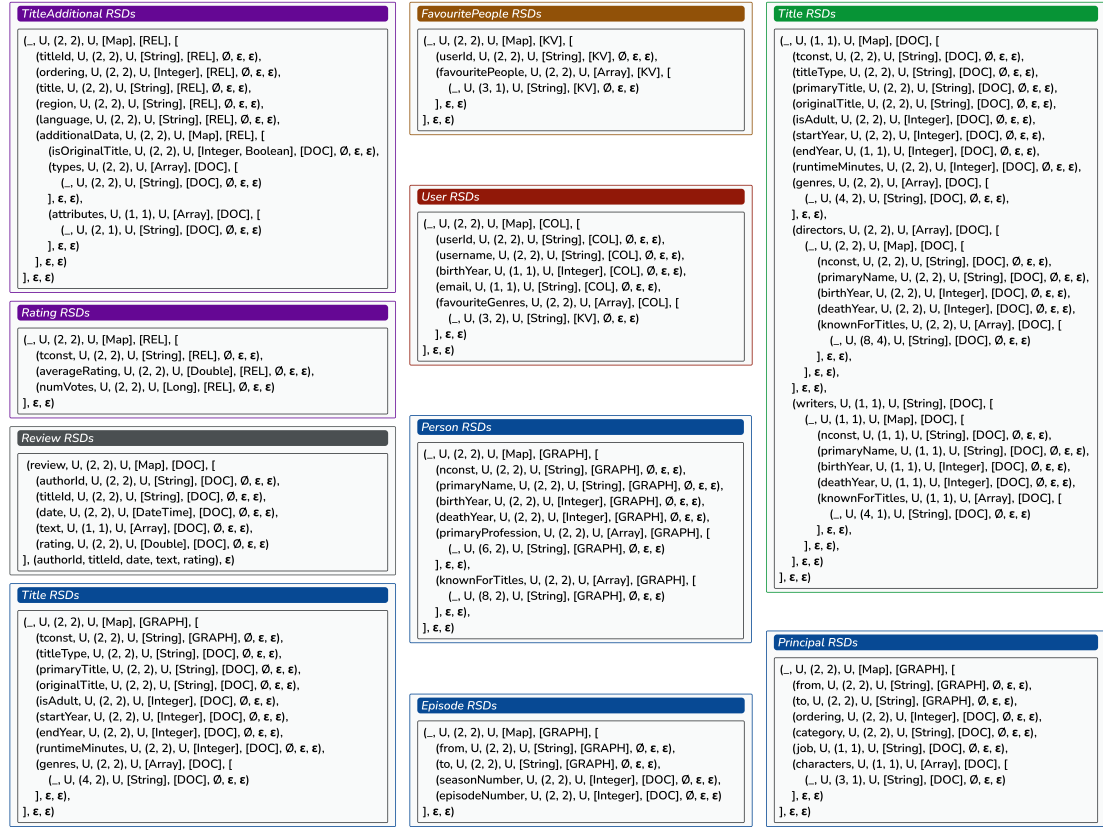 TitleAdditional RSDs
(_, U, (2, 2), U, [Map], [REL], [
(titleId, U, (2, 2), U, [String], [REL], Ø, ε, ε),
(ordering, U, (2, 2), U, [Integer], [REL], Ø, ε, ε),
(title, U, (2, 2), U, [String], [REL], Ø, ε, ε),
(region, U, (2, 2), U, [String], [REL], Ø, ε, ε),
(language, U, (2, 2), U, [String], [REL], Ø, ε, ε),
(additionalData, U, (2, 2), U, [Map], [REL], [
(isOriginalTitle, U, (2, 2), U, [Integer, Boolean], [DOC], Ø, ε, ε),
(types, U, (2, 2), U, [Array], [DOC], [
(_, U, (2, 2), U, [String], [DOC], Ø, ε, ε)
], ε, ε),
(attributes, U, (1, 1), U, [Array], [DOC], [
(_, U, (2, 1), U, [String], [DOC], Ø, ε, ε)
], ε, ε)
], ε, ε)
], ε, ε)
Rating RSDs
(_, U, (2, 2), U, [Map], [REL], [
(tconst, U, (2, 2), U, [String], [REL], Ø, ε, ε),
(averageRating, U, (2, 2), U, [Double], [REL], Ø, ε, ε),
(numVotes, U, (2, 2), U, [Long], [REL], Ø, ε, ε)
], ε, ε)
Review RSDs
(review, U, (2, 2), U, [Map], [DOC], [
(authorId, U, (2, 2), U, [String], [DOC], Ø, ε, ε),
(titleId, U, (2, 2), U, [String], [DOC], Ø, ε, ε),
(date, U, (2, 2), U, [DateTime], [DOC], Ø, ε, ε),
(text, U, (1, 1), U, [Array], [DOC], Ø, ε, ε),
(rating, U, (2, 2), U, [Double], [DOC], Ø, ε, ε)
], (authorId, titleId, date, text, rating), ε)
Title RSDs
(_, U, (2, 2), U, [Map], [GRAPH], [
(tconst, U, (2, 2), U, [String], [GRAPH], Ø, ε, ε),
(titleType, U, (2, 2), U, [String], [DOC], Ø, ε, ε),
(primaryTitle, U, (2, 2), U, [String], [DOC], Ø, ε, ε),
(originalTitle, U, (2, 2), U, [String], [DOC], Ø, ε, ε),
(isAdult, U, (2, 2), U, [Integer], [DOC], Ø, ε, ε),
(startYear, U, (2, 2), U, [Integer], [DOC], Ø, ε, ε),
(endYear, U, (2, 2), U, [Integer], [DOC], Ø, ε, ε),
(runtimeMinutes, U, (2, 2), U, [Integer], [DOC], Ø, ε, ε),
(genres, U, (2, 2), U, [Array], [DOC], [
(_, U, (4, 2), U, [String], [DOC], Ø, ε, ε)
], ε, ε),
], ε, ε)
FavouritePeople RSDs
(_, U, (2, 2), U, [Map], [KV], [
(userId, U, (2, 2), U, [String], [KV], Ø, ε, ε),
(favouritePeople, U, (2, 2), U, [Array], [KV], [
(_, U, (3, 1), U, [String], [KV], Ø, ε, ε)
], ε, ε)
], ε, ε)
User RSDs
(_, U, (2, 2), U, [Map], [COL], [
(userId, U, (2, 2), U, [String], [COL], Ø, ε, ε),
(username, U, (2, 2), U, [String], [COL], Ø, ε, ε),
(birthYear, U, (1, 1), U, [Integer], [COL], Ø, ε, ε),
(email, U, (1, 1), U, [String], [COL], Ø, ε, ε),
(favouriteGenres, U, (2, 2), U, [Array], [COL], [
(_, U, (3, 2), U, [String], [KV], Ø, ε, ε)
], ε, ε)
], ε, ε)
Person RSDs
(_, U, (2, 2), U, [Map], [GRAPH], [
(nconst, U, (2, 2), U, [String], [GRAPH], Ø, ε, ε),
(primaryName, U, (2, 2), U, [String], [GRAPH], Ø, ε, ε),
(birthYear, U, (2, 2), U, [Integer], [GRAPH], Ø, ε, ε),
(deathYear, U, (2, 2), U, [Integer], [GRAPH], Ø, ε, ε),
(primaryProfession, U, (2, 2), U, [Array], [GRAPH], [
(_, U, (6, 2), U, [String], [GRAPH], Ø, ε, ε)
], ε, ε)
(knownForTitles, U, (2, 2), U, [Array], [GRAPH], [
(_, U, (8, 2), U, [String], [GRAPH], Ø, ε, ε)
], ε, ε),
], ε, ε)
Episode RSDs
(_, U, (2, 2), U, [Map], [GRAPH], [
(from, U, (2, 2), U, [String], [GRAPH], Ø, ε, ε),
(to, U, (2, 2), U, [String], [GRAPH], Ø, ε, ε),
(seasonNumber, U, (2, 2), U, [Integer], [DOC], Ø, ε, ε),
(episodeNumber, U, (2, 2), U, [Integer], [DOC], Ø, ε, ε)
], ε, ε)
Title RSDs
(_, U, (1, 1), U, [Map], [DOC], [
(tconst, U, (2, 2), U, [String], [DOC], Ø, ε, ε),
(titleType, U, (2, 2), U, [String], [DOC], Ø, ε, ε),
(primaryTitle, U, (2, 2), U, [String], [DOC], Ø, ε, ε),
(originalTitle, U, (2, 2), U, [String], [DOC], Ø, ε, ε),
(isAdult, U, (2, 2), U, [Integer], [DOC], Ø, ε, ε),
(startYear, U, (2, 2), U, [Integer], [DOC], Ø, ε, ε),
(endYear, U, (1, 1), U, [Integer], [DOC], Ø, ε, ε),
(runtimeMinutes, U, (2, 2), U, [Integer], [DOC], Ø, ε, ε),
(genres, U, (2, 2), U, [Array], [DOC], [
(_, U, (4, 2), U, [String], [DOC], Ø, ε, ε)
], ε, ε),
(directors, U, (2, 2), U, [Array], [DOC], [
(_, U, (2, 2), U, [Map], [DOC], [
(nconst, U, (2, 2), U, [String], [DOC], Ø, ε, ε),
(primaryName, U, (2, 2), U, [String], [DOC], Ø, ε, ε),
(birthYear, U, (2, 2), U, [Integer], [DOC], Ø, ε, ε),
(deathYear, U, (2, 2), U, [Integer], [DOC], Ø, ε, ε),
(knownForTitles, U, (2, 2), U, [Array], [DOC], [
(_, U, (8, 4), U, [String], [DOC], Ø, ε, ε)
], ε, ε),
], ε, ε),
], ε, ε),
(writers, U, (1, 1), U, [String], [DOC], [
(_, U, (1, 1), U, [Map], [DOC], [
(nconst, U, (1, 1), U, [String], [DOC], Ø, ε, ε),
(primaryName, U, (1, 1), U, [String], [DOC], Ø, ε, ε),
(birthYear, U, (1, 1), U, [Integer], [DOC], Ø, ε, ε),
(deathYear, U, (1, 1), U, [Integer], [DOC], Ø, ε, ε),
(knownForTitles, U, (1, 1), U, [Array], [DOC], [
(_, U, (4, 1), U, [String], [DOC], Ø, ε, ε)
], ε, ε),
], ε, ε),
], ε, ε)
], ε, ε)
Principal RSDs
(_, U, (2, 2), U, [Map], [GRAPH], [
(from, U, (2, 2), U, [String], [GRAPH], Ø, ε, ε),
(to, U, (2, 2), U, [String], [GRAPH], Ø, ε, ε),
(ordering, U, (2, 2), U, [Integer], [DOC], Ø, ε, ε),
(category, U, (2, 2), U, [String], [DOC], Ø, ε, ε),
(job, U, (1, 1), U, [String], [DOC], Ø, ε, ε),
(characters, U, (1, 1), U, [Array], [DOC], [
(_, U, (3, 1), U, [String], [DOC], Ø, ε, ε)
], ε, ε)
], ε, ε)